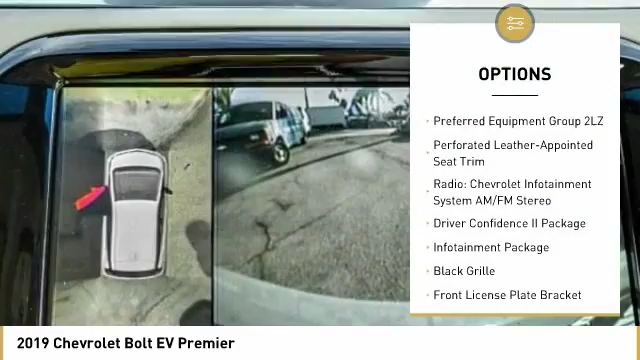 OPTIONS
Preferred Equipment Group 2LZ
Perforated Leather-Appointed
Seat Trim
Radio: Chevrolet Infotainment
System AM/FM Stereo
Driver Confidence II Package
Infotainment Package
Black Grille
Front License Plate Bracket
2019 Chevrolet Bolt EV Premier